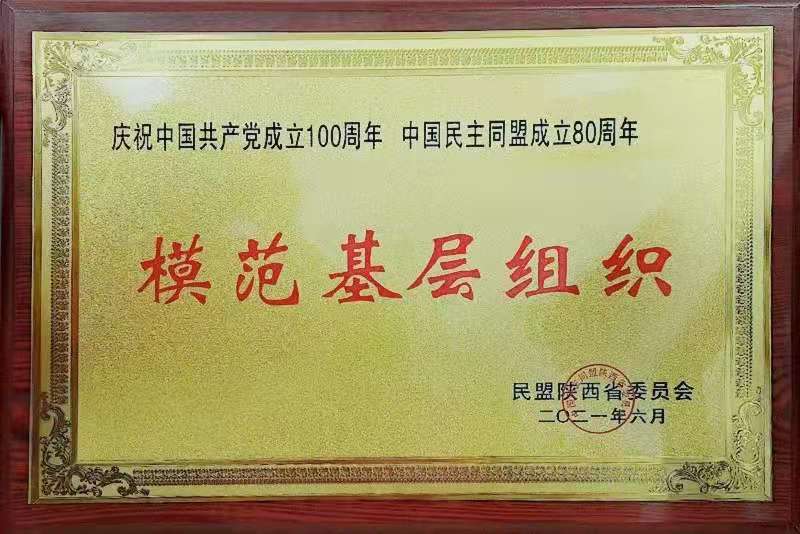 庆祝中国共产党成立100周年 中国民主同盟成立80周年
模范基层组织
民盟陕西省委员会
二〇二一年六月